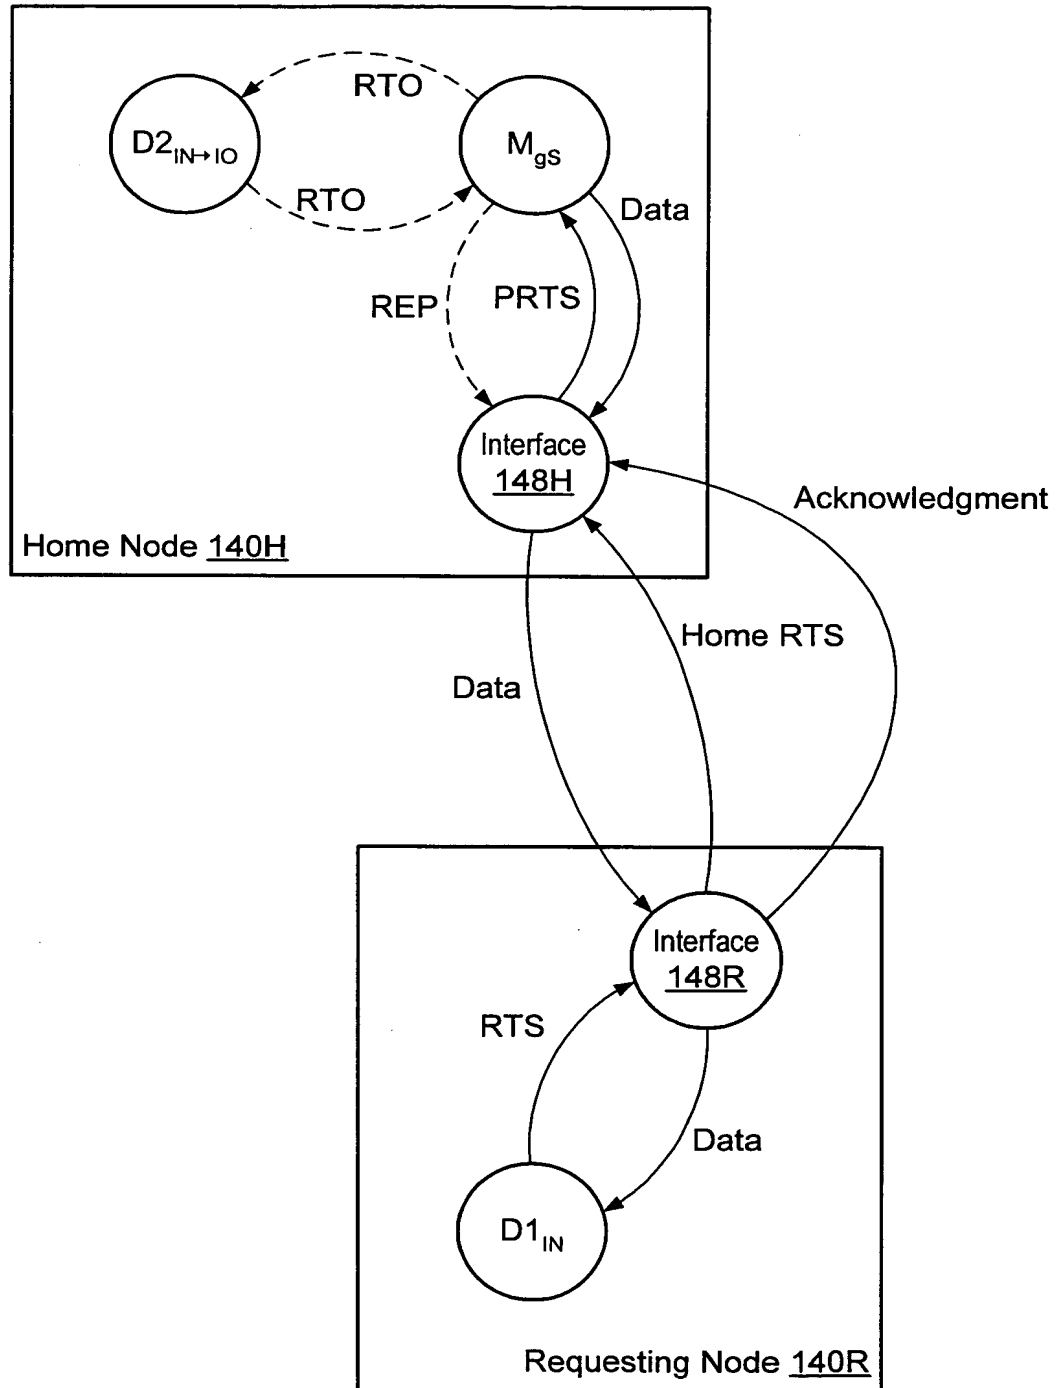 RTO
D2IN→IO
MgS
RTO
Data
REP
PRTS
Interface
148H
Acknowledgment
Home Node 140H
Home RTS
Data
Interface
148R
RTS
Data
D1IN
Requesting Node 140R